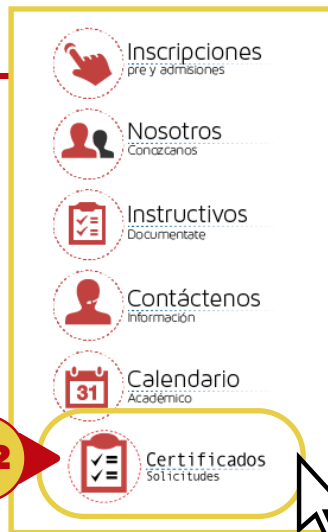 Inscripciones
pre y admisiones
Nosotros
Conozcanos
Instructivos
Documentate
Contáctenos
Información
31
Calendario
Académico
2
Certificados
Solicitudes